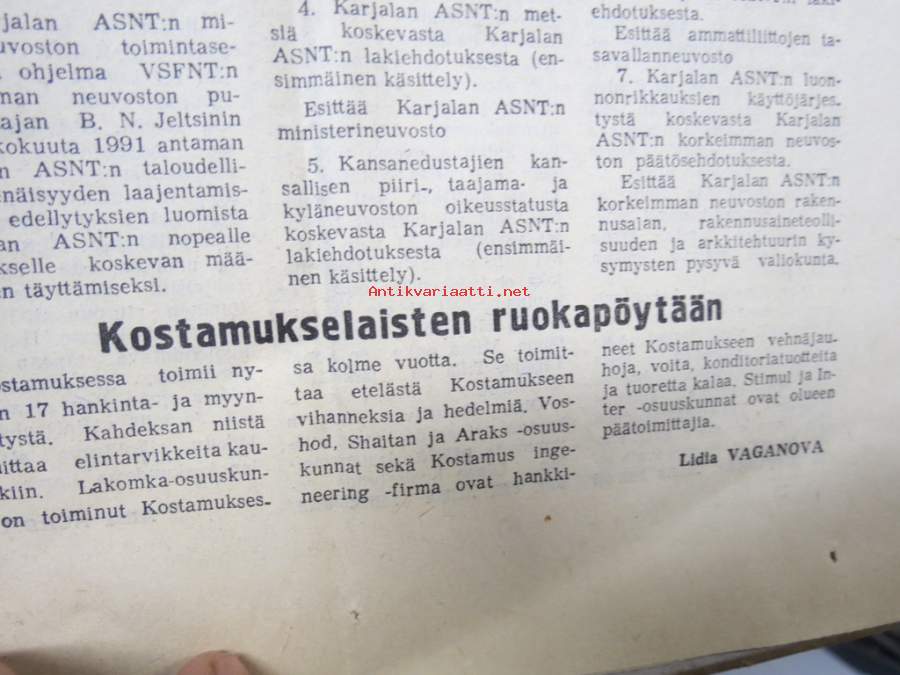 rjalan ASNT:n mi-
uvoston toimintase-
ohjelma VSFNT:n
man neuvoston pu-
ajan B. N. Jeltsinin
kokuuta 1991 antaman
n ASNT:n taloudelli-
enäisyyden laajentamis-
edellytyksien luomista
an ASNT:n nopealle
kselle koskevan mää-
n täyttämiseksi.
4. Karjalan ASNT:n met-
slä koskevasta Karjalan
ASNT:n lakiehdotuksesta (en-
simmäinen käsittely).
Esittää Karjalan ASNT:n
ministerineuvosto
5. Kansanedustajien kan-
sallisen piiri-, taajama- ja
kyläneuvoston oikeusstatusta
koskevasta Karjalan ASNT:n
lakiehdotuksesta (ensimmäi-
nen käsittely).
ehdotuksesta.
Esittää ammattiliittojen ta-
savallanneuvosto
7. Karjalan ASNT:n luon-
nonrikkauksien käyttöjärjes-
tystä koskevasta Karjalan
ASNT:n korkeimman neuvos-
ton päätösehdotuksesta.
Esittää Karjalan ASNT:n
korkeimman neuvoston raken-
nusalan, rakennusaineteolli-
suuden ja arkkitehtuurin ky-
symysten pysyvä valiokunta.
Antikvariaatti.net
Kostamukselaisten ruokapöytään
ostamuksessa toimii ny-
n 17 hankinta- ja myyn-
tystä. Kahdeksan niistä
ittaa elintarvikkeita kau-
kiin. Lakomka-osuuskun-
on toiminut Kostamukses-
sa kolme vuotta. Se toimit-
taa etelästä Kostamukseen
vihanneksia ja hedelmiä. Vos-
hod, Shaitan ja Araks -osuus-
kunnat sekä Kostamus inge-
neering -firma ovat hankki-
neet Kostamukseen vehnäjau-
hoja, voita, konditoriatuotteita
ja tuoretta kalaa. Stimul ja In-
ter -osuuskunnat ovat olueen
päätoimittajia.
Lidia VAGANOVA